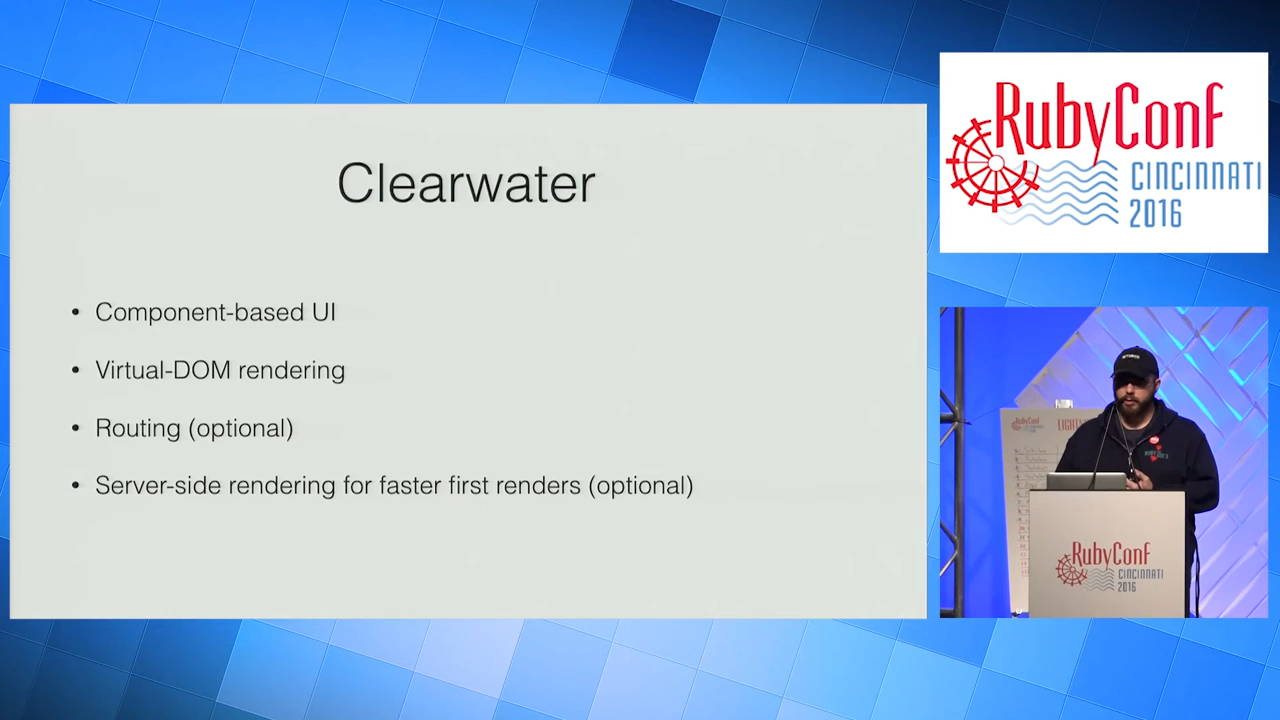 Clearwater
• Component-based UI
• Virtual-DOM rendering
• Routing (optional)
• Server-side rendering for faster first renders (optional)
RubyConf
CINCINNATI
2016
RubyConf
RubyConf
CINCINNATI
2016